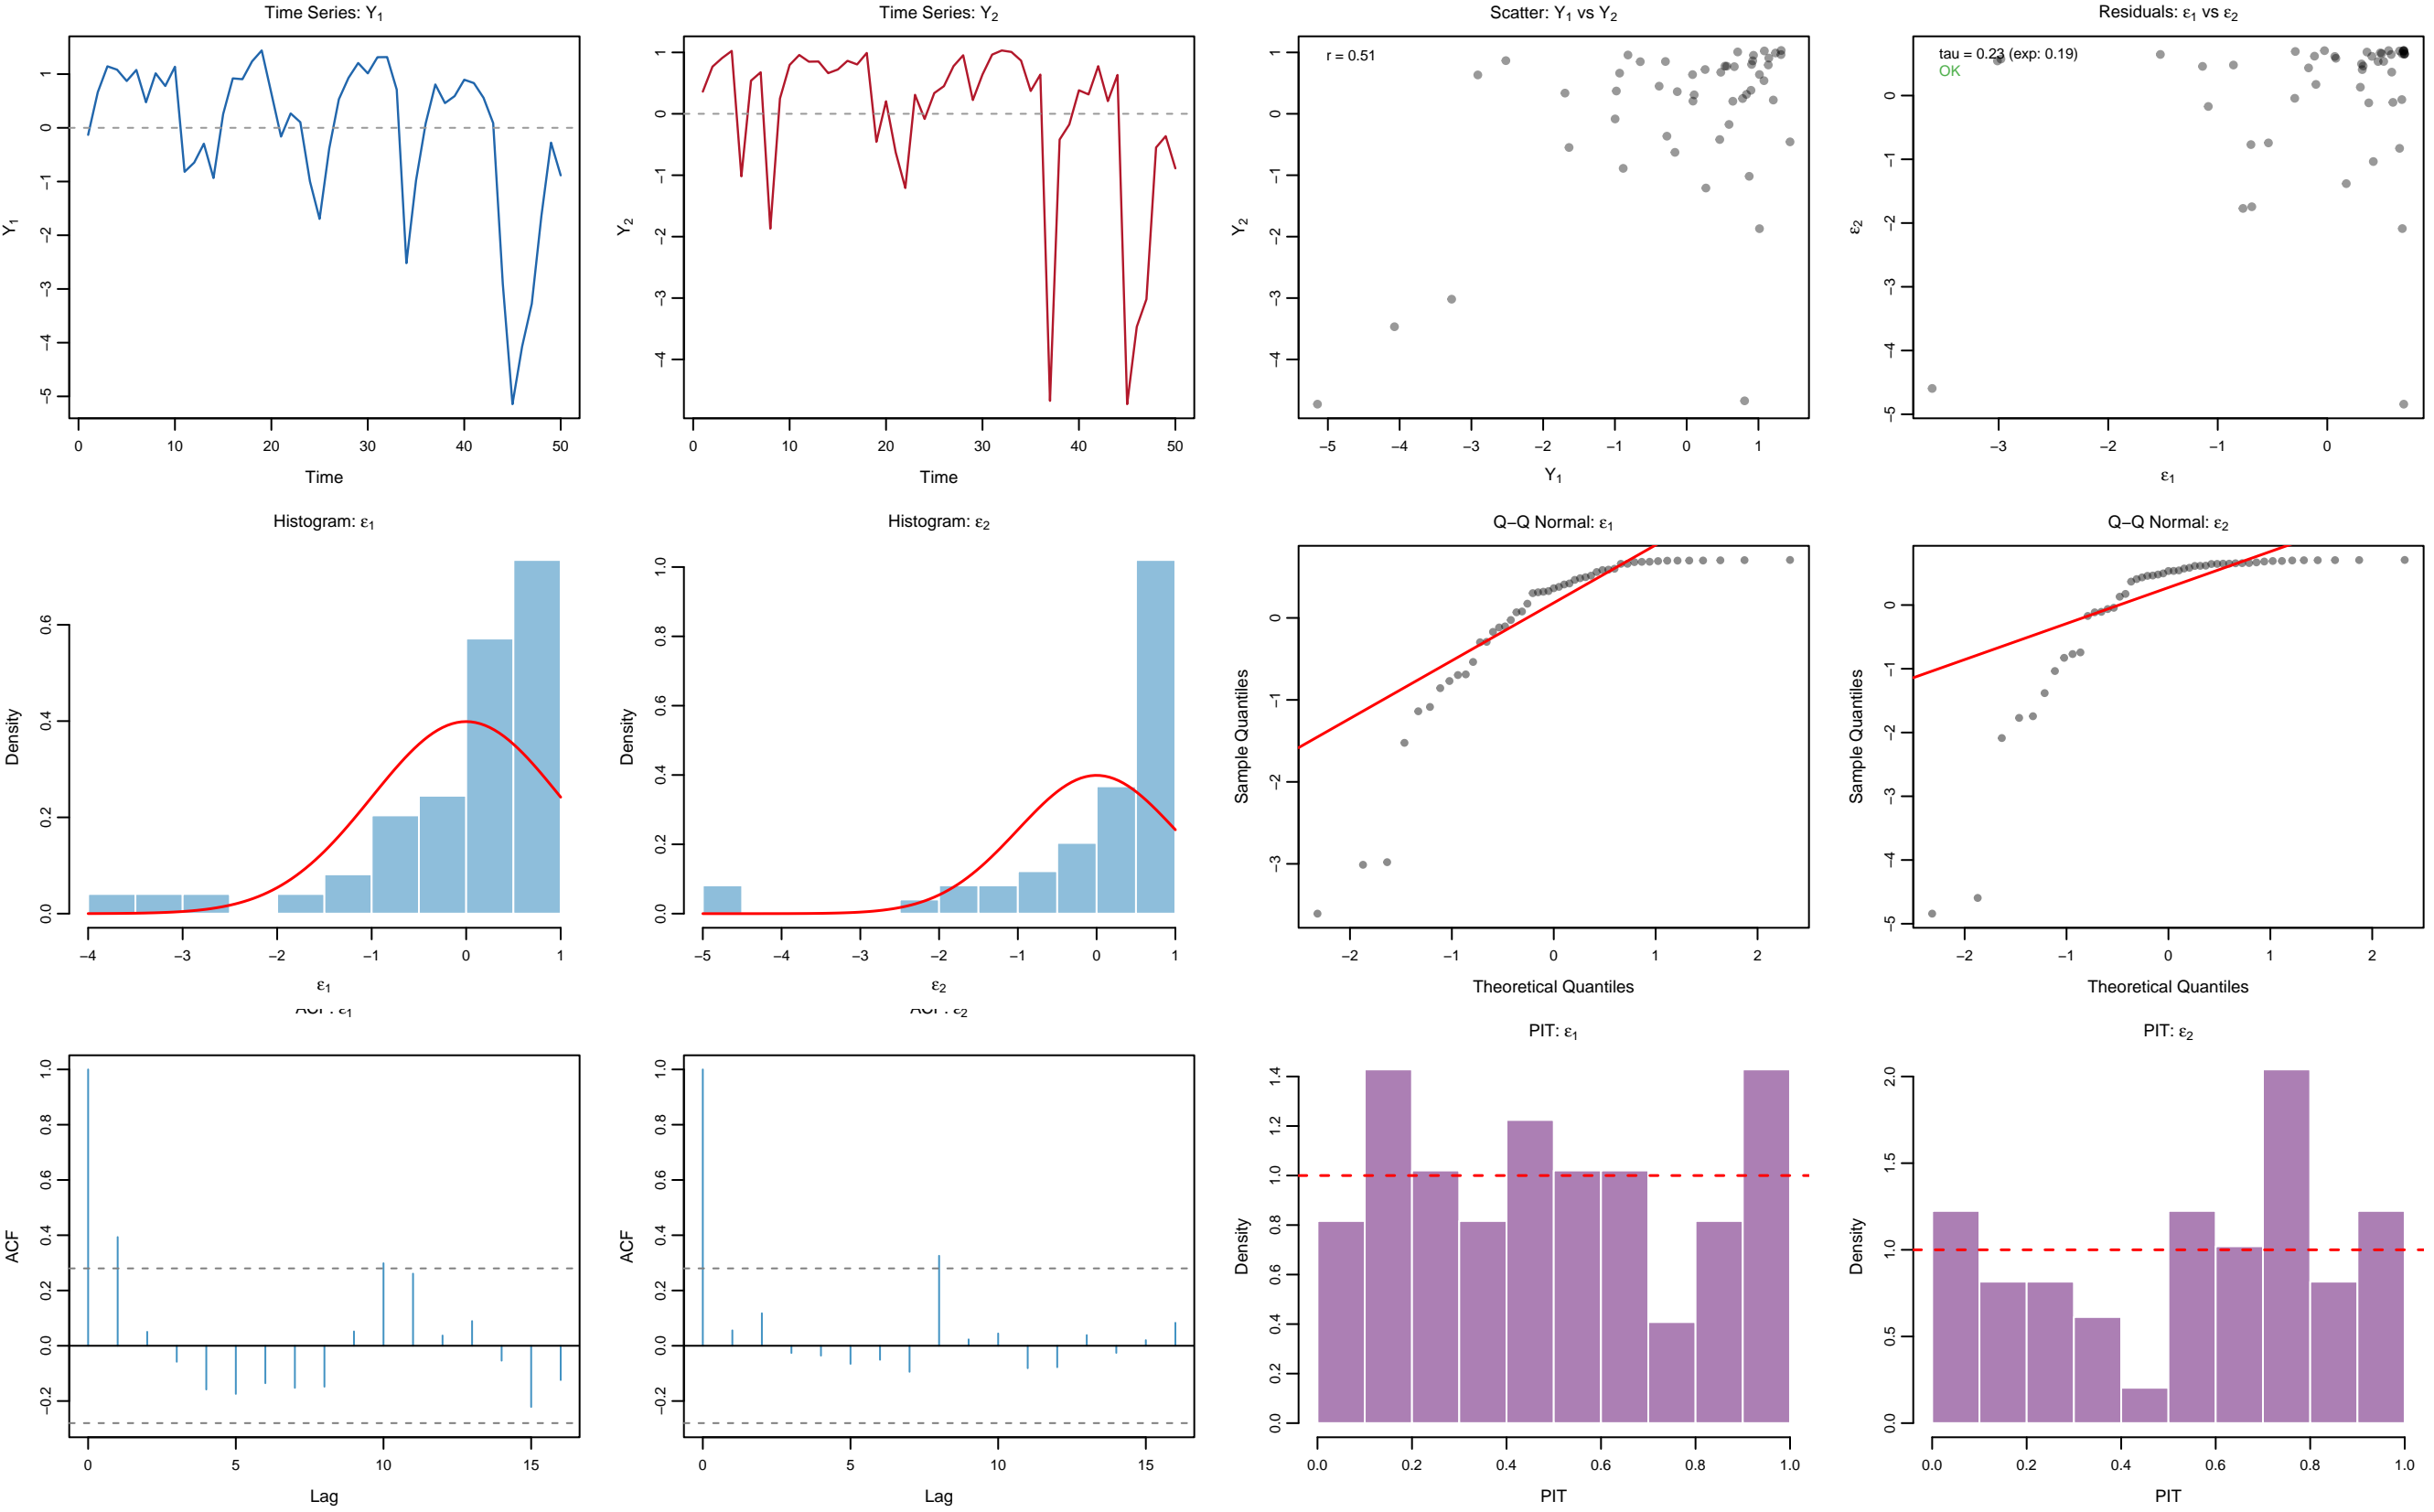 Time Series: Y₁
Y₁
1
0
−1
−2
−3
−4
−5
0 10 20 30 40 50
Time
Time Series: Y₂
Y₂
1
0
−1
−2
−3
−4
0 10 20 30 40 50
Time
Scatter: Y₁ vs Y₂
r = 0.51
Y₂
1
0
−1
−2
−3
−4
−5 −4 −3 −2 −1 0 1
Y₁
Residuals: ε₁ vs ε₂
tau = 0.23 (exp: 0.19)
OK
ε₂
0
−1
−2
−3
−4
−5
−3 −2 −1 0
ε₁
Histogram: ε₁
Density
0.6
0.4
0.2
0.0
−4 −3 −2 −1 0 1
ε₁
Histogram: ε₂
Density
1.0
0.8
0.6
0.4
0.2
0.0
−5 −4 −3 −2 −1 0 1
ε₂
Q−Q Normal: ε₁
Sample Quantiles
0
−1
−2
−3
−2 −1 0 1 2
Theoretical Quantiles
Q−Q Normal: ε₂
Sample Quantiles
0
−1
−2
−3
−4
−5
−2 −1 0 1 2
Theoretical Quantiles
ACF: ε₁
ACF
1.0
0.8
0.6
0.4
0.2
0.0
−0.2
0 5 10 15
Lag
ACF: ε₂
ACF
1.0
0.8
0.6
0.4
0.2
0.0
−0.2
0 5 10 15
Lag
PIT: ε₁
Density
1.4
1.2
1.0
0.8
0.6
0.4
0.2
0.0
0.0 0.2 0.4 0.6 0.8 1.0
PIT
PIT: ε₂
Density
2.0
1.5
1.0
0.5
0.0
0.0 0.2 0.4 0.6 0.8 1.0
PIT